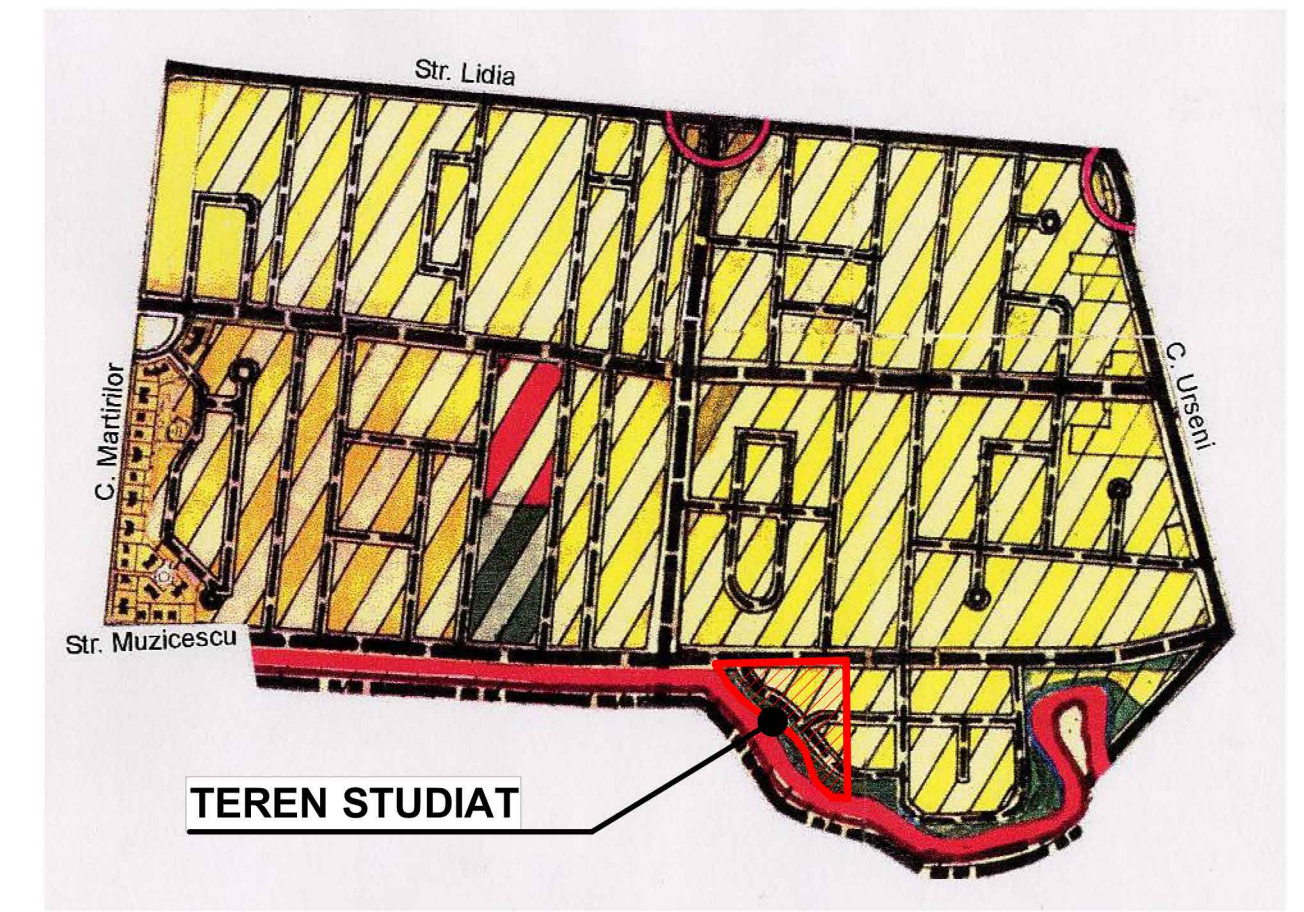 Str. Lidia
C. Martirilor
C. Urseni
Str. Muzicescu
TEREN STUDIAT